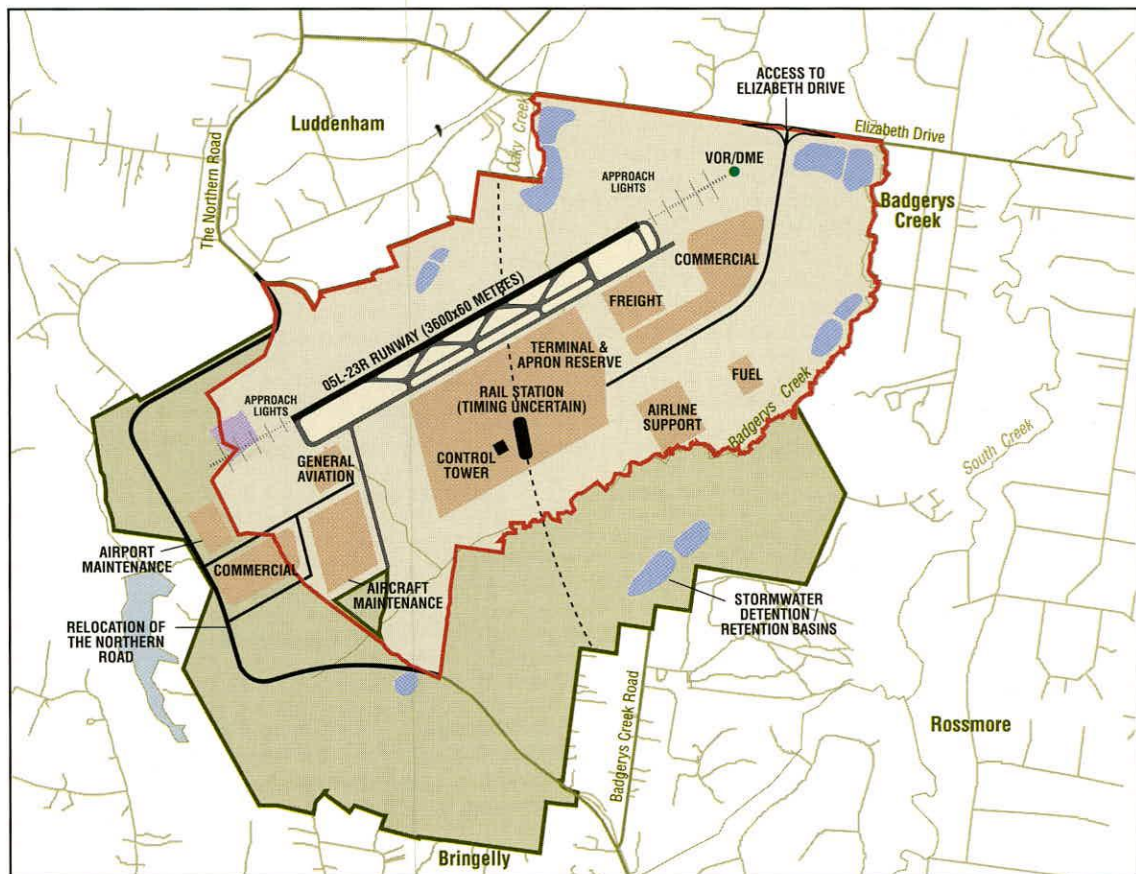 ACCESS TO
ELIZABETH DRIVE
Luddenham
The Northern Road
Oaky Creek
Elizabeth Drive
VOR/DME
APPROACH
LIGHTS
Badgerys
Creek
COMMERCIAL
05L-23R RUNWAY (3600x60 METRES)
FREIGHT
TERMINAL &
APRON RESERVE
RAIL STATION
(TIMING UNCERTAIN)
FUEL
APPROACH
LIGHTS
AIRLINE
SUPPORT
Badgerys Creek
South Creek
CONTROL
TOWER
GENERAL
AVIATION
AIRPORT
MAINTENANCE
COMMERCIAL
AIRCRAFT
MAINTENANCE
STORMWATER
DETENTION /
RETENTION BASINS
RELOCATION OF
THE NORTHERN
ROAD
Badgerys Creek Road
Rossmore
Bringelly